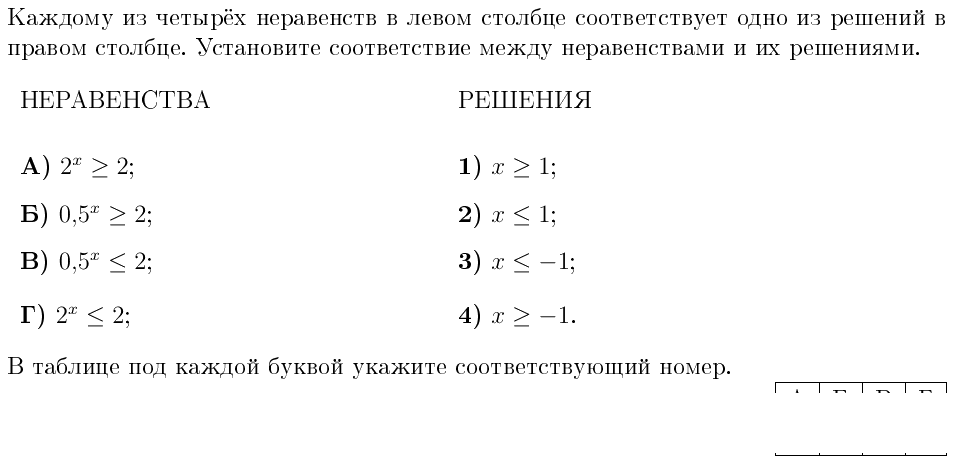 Каждому из четырёх неравенств в левом столбце соответствует одно из решений в
правом столбце. Установите соответствие между неравенствами и их решениями.
НЕРАВЕНСТВА РЕШЕНИЯ
А) 2^x ≥ 2; 1) x ≥ 1;
Б) 0,5^x ≥ 2; 2) x ≤ 1;
В) 0,5^x ≤ 2; 3) x ≤ −1;
Г) 2^x ≤ 2; 4) x ≥ −1.
В таблице под каждой буквой укажите соответствующий номер.